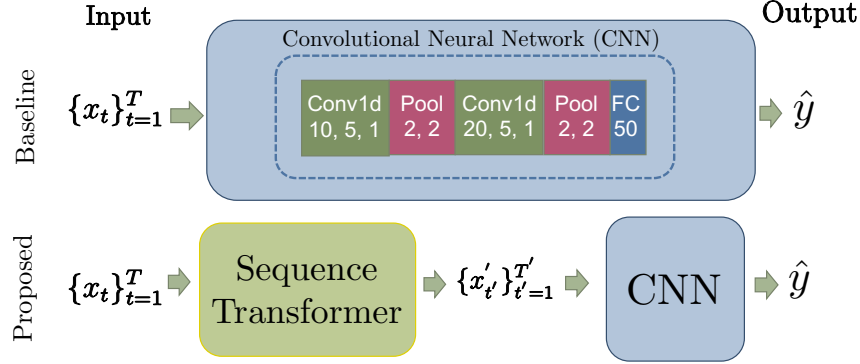 Input
Output
Baseline
Convolutional Neural Network (CNN)
{x_t}_{t=1}^T
Conv1d
10, 5, 1
Pool
2, 2
Conv1d
20, 5, 1
Pool
2, 2
FC
50
ŷ
Proposed
{x_t}_{t=1}^T
Sequence
Transformer
{x'_{t'}}_{t'=1}^{T'}
CNN
ŷ